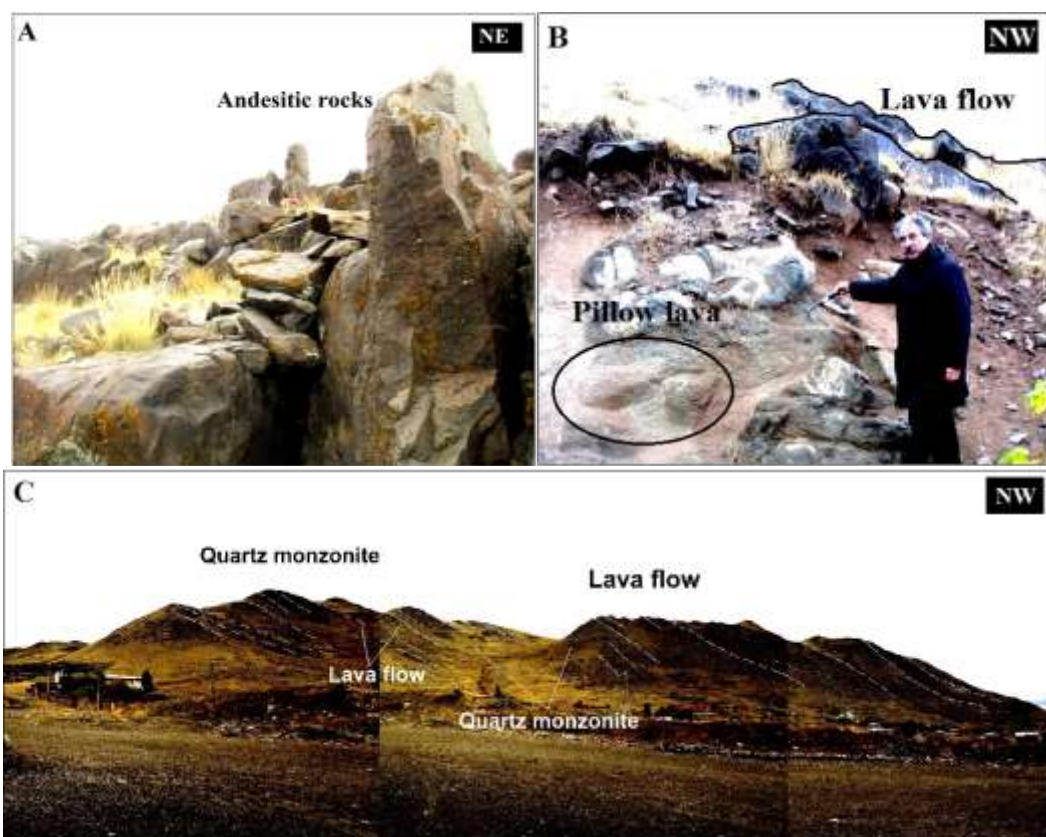 A
NE
Andesitic rocks
B
NW
Lava flow
Pillow lava
C
NW
Quartz monzonite
Lava flow
Lava flow
Quartz monzonite